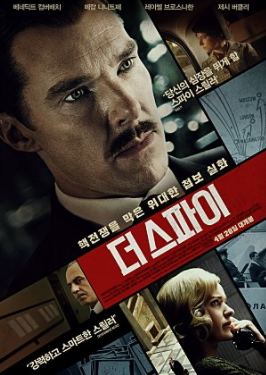 베네딕트 컴버배치
메랍 니니트쩨
레이첼 브로스나한
제시 버클리
"당신의 심장을 뛰게 할
스파이 스릴러"
핵전쟁을 막은 위대한 첩보 실화
더 스파이
4월 28일 대개봉
"강력하고 스마트한 스릴러"